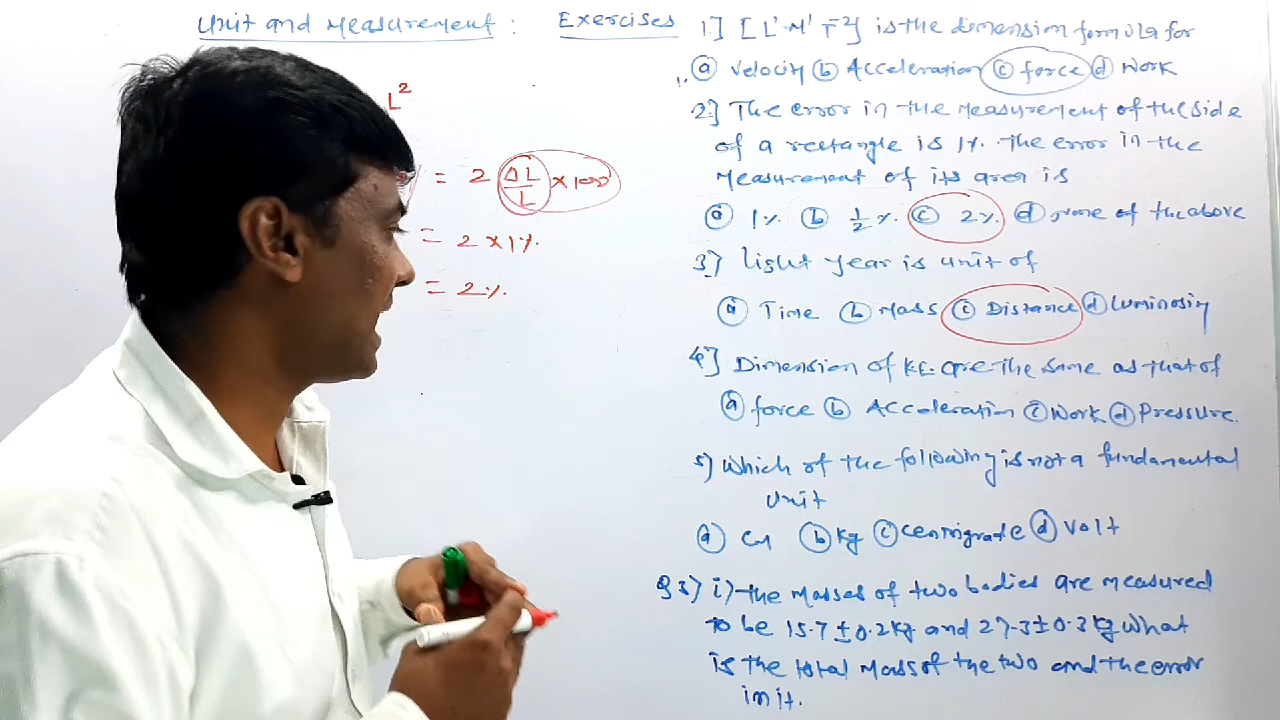 Unit and Measurement : Exercises
L²
= 2 ΔL/L × 100
= 2 × 1%.
= 2%.
1.] [L¹ M¹ T⁻²] is the dimension formula for
ⓐ velocity ⓑ Acceleration ⓒ force ⓓ Work
2.] The error in the measurement of the side
of a rectangle is 1%. The error in the
measurement of its area is
ⓐ 1%. ⓑ 1/2 %. ⓒ 2%. ⓓ none of the above
3.] light year is unit of
ⓐ Time ⓑ Mass ⓒ Distance ⓓ Luminosity
4.] Dimension of K.E. are the same as that of
ⓐ force ⓑ Acceleration ⓒ Work ⓓ Pressure.
5) Which of the following is not a fundamental
unit
ⓐ cm ⓑ kg ⓒ centigrade ⓓ volt
Q3) i) the masses of two bodies are measured
to be 15.7 ± 0.2 kg and 27.3 ± 0.3 kg what
is the total mass of the two and the error
in it.